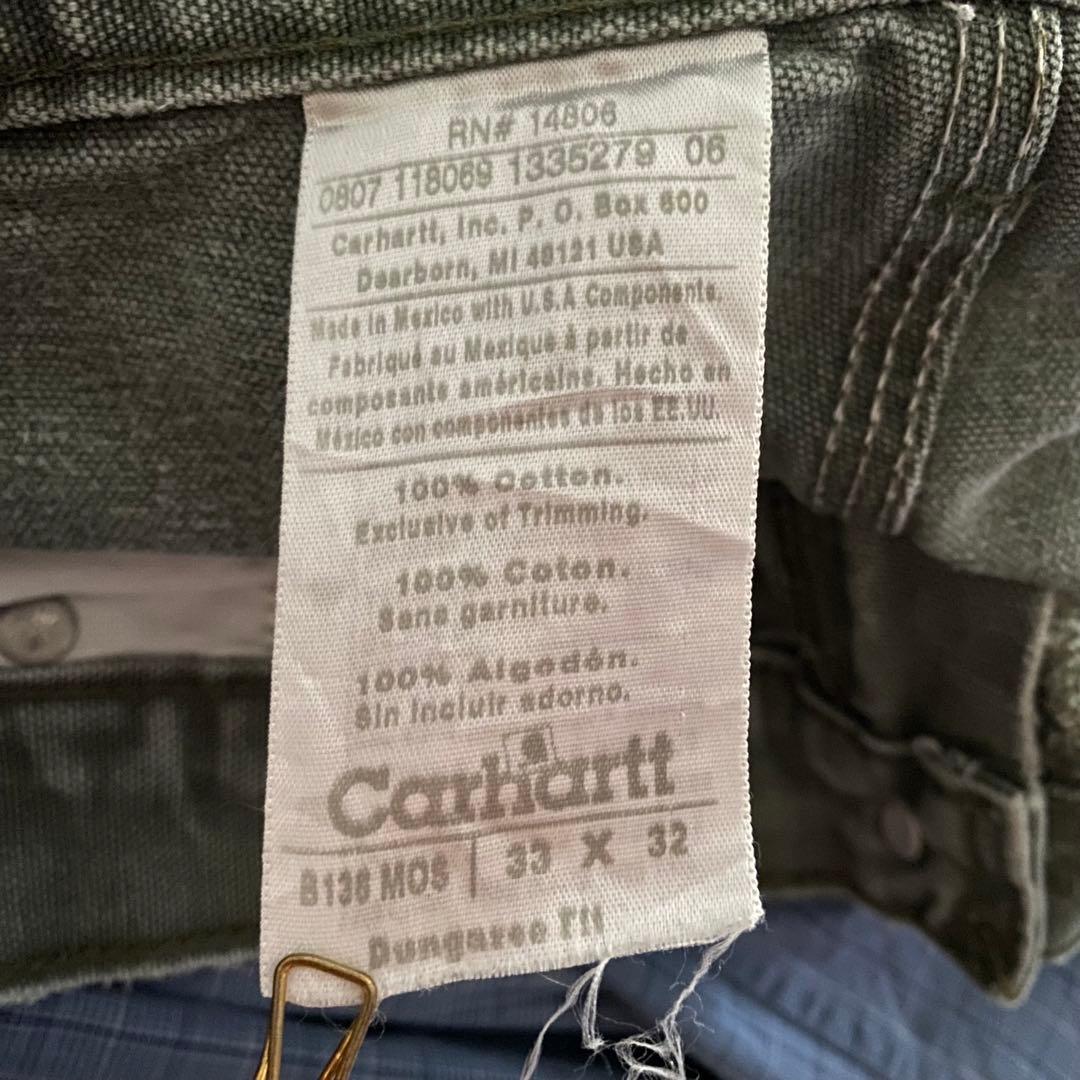 RN# 14806
0807 118069 1335279 06
Carhartt, Inc. P. O. Box 600
Dearborn, MI 48121 USA
Made in Mexico with U.S.A Components.
Fabriqué au Mexique à partir de
composante américaine. Hecho en
México con componentes de los EE.UU.
100% Cotton.
Exclusive of Trimming.
100% Coton.
Sans garniture.
100% Algodón.
Sin incluir adorno.
Carhartt
B136 MOS 33 X 32
Dungaree Fit